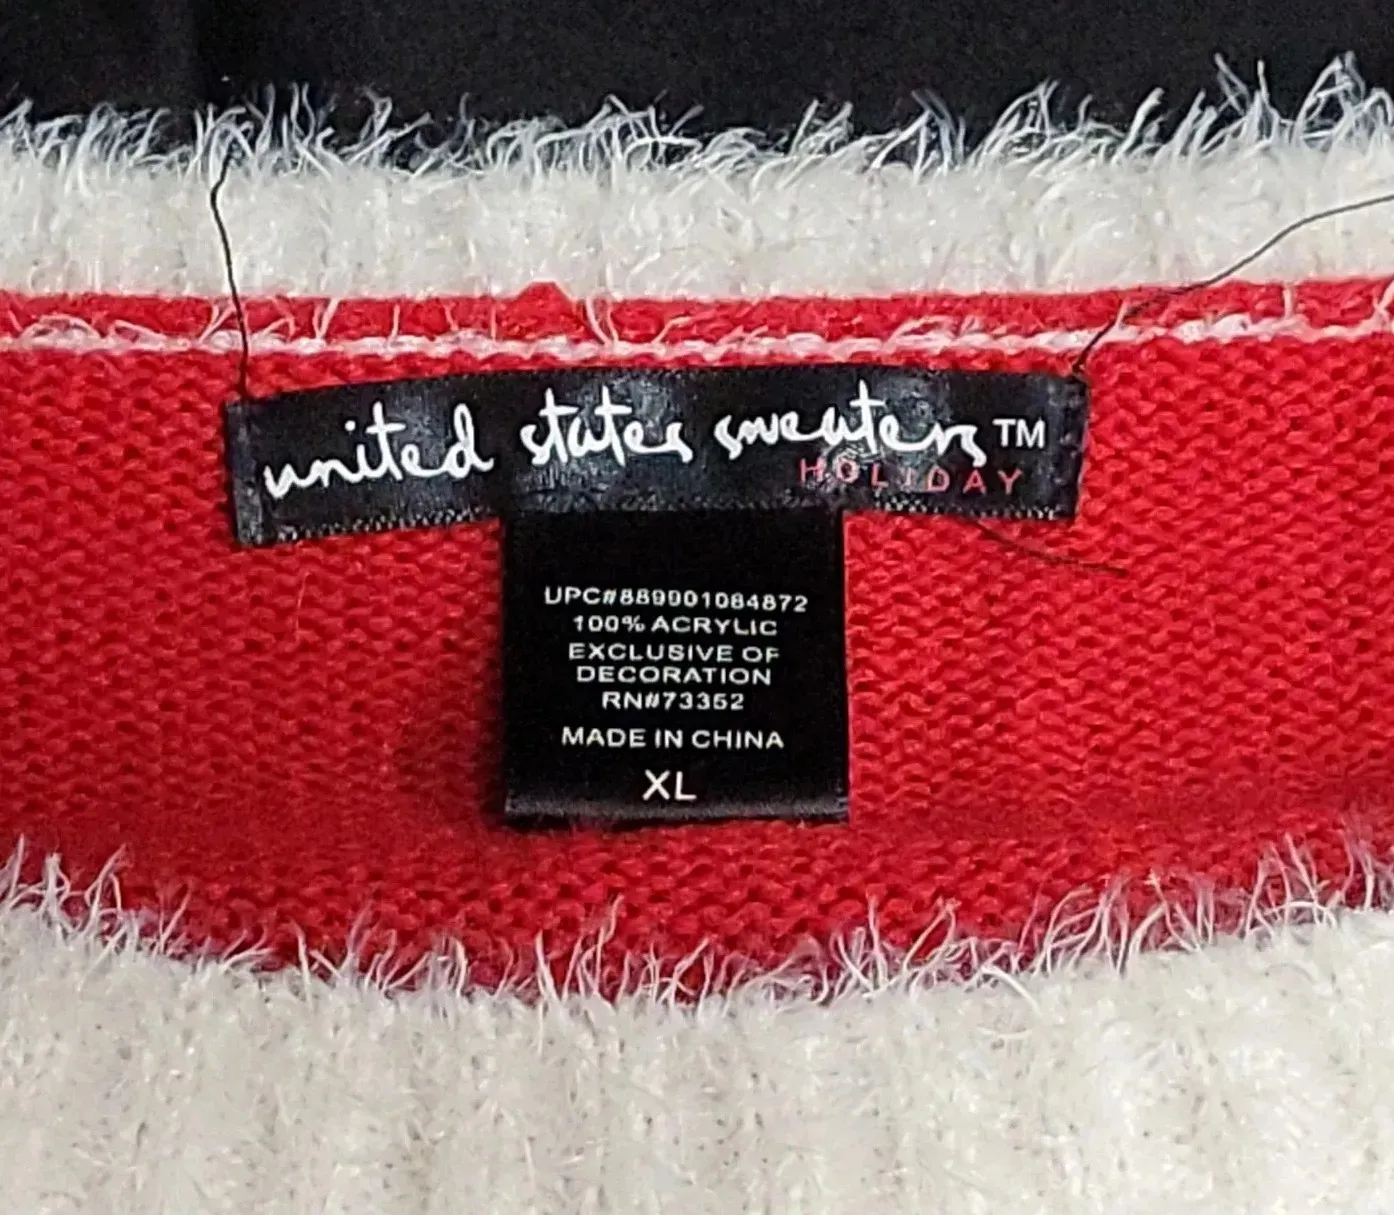 united states sweaters™
HOLIDAY
UPC#889901084872
100% ACRYLIC
EXCLUSIVE OF
DECORATION
RN#73352
MADE IN CHINA
XL